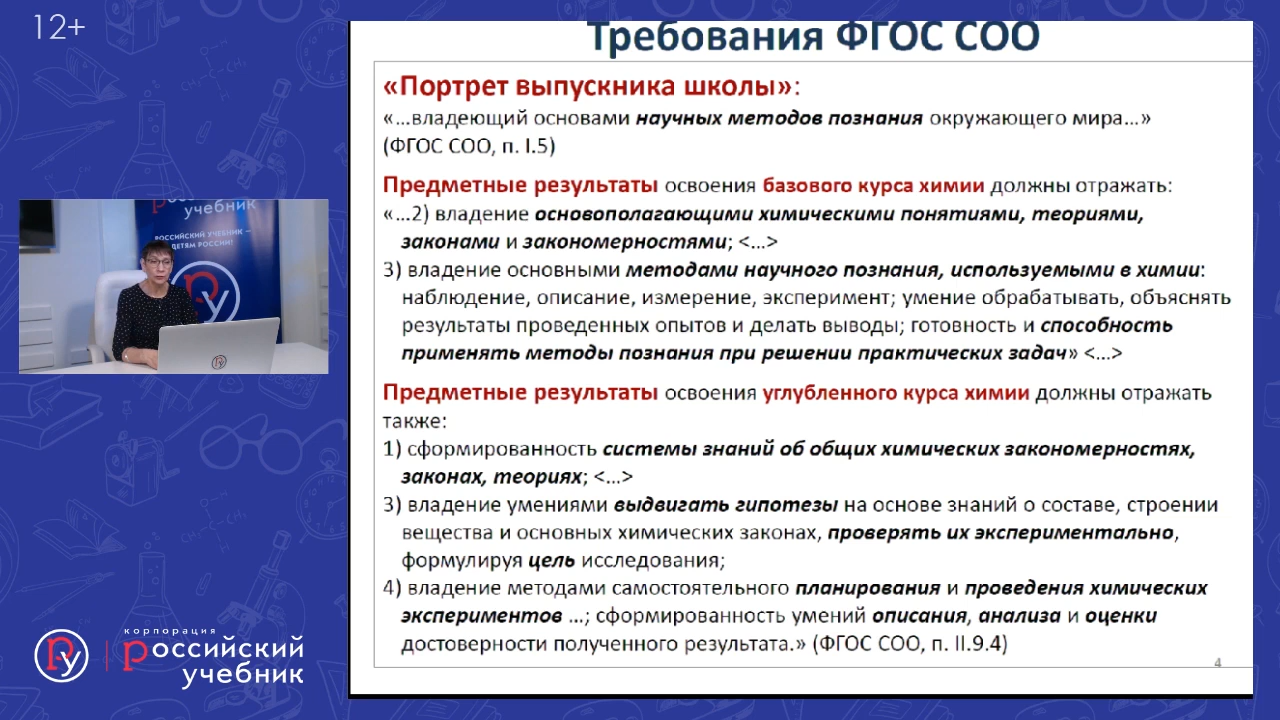 12+
Требования ФГОС СОО
«Портрет выпускника школы»:
«…владеющий основами научных методов познания окружающего мира…»
(ФГОС СОО, п. I.5)
Предметные результаты освоения базового курса химии должны отражать:
«…2) владение основополагающими химическими понятиями, теориями,
законами и закономерностями; <…>
3) владение основными методами научного познания, используемыми в химии:
наблюдение, описание, измерение, эксперимент; умение обрабатывать, объяснять
результаты проведенных опытов и делать выводы; готовность и способность
применять методы познания при решении практических задач» <…>
Предметные результаты освоения углубленного курса химии должны отражать
также:
1) сформированность системы знаний об общих химических закономерностях,
законах, теориях; <…>
3) владение умениями выдвигать гипотезы на основе знаний о составе, строении
вещества и основных химических законах, проверять их экспериментально,
формулируя цель исследования;
4) владение методами самостоятельного планирования и проведения химических
экспериментов …; сформированность умений описания, анализа и оценки
достоверности полученного результата.» (ФГОС СОО, п. II.9.4)
4
учебник
РОССИЙСКИЙ УЧЕБНИК –
ДЕТЯМ РОССИИ!
ру
ру
корпорация
российский
учебник